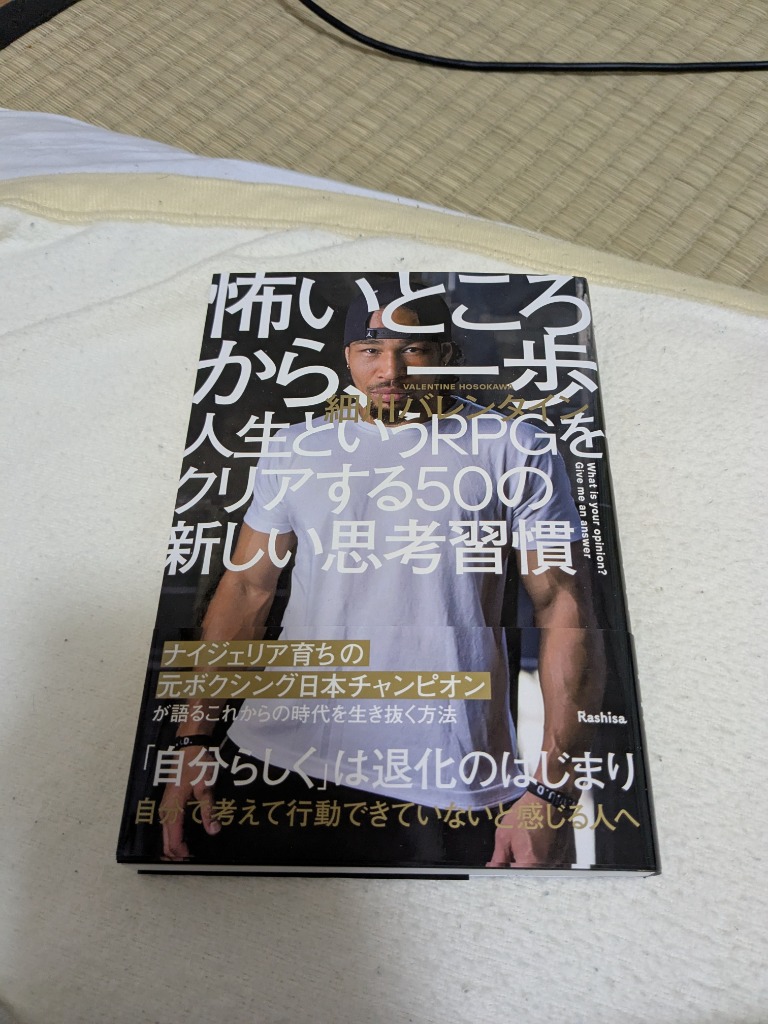 怖いところ
から、一歩
VALENTINE HOSOKAWA
細川バレンタイン
人生というRPGを
クリアする50の
新しい思考習慣
What is your opinion?
Give me an answer
ナイジェリア育ちの
元ボクシング日本チャンピオン
が語るこれからの時代を生き抜く方法
Rashisa
「自分らしく」は退化のはじまり
自分で考えて行動できていないと感じる人へ